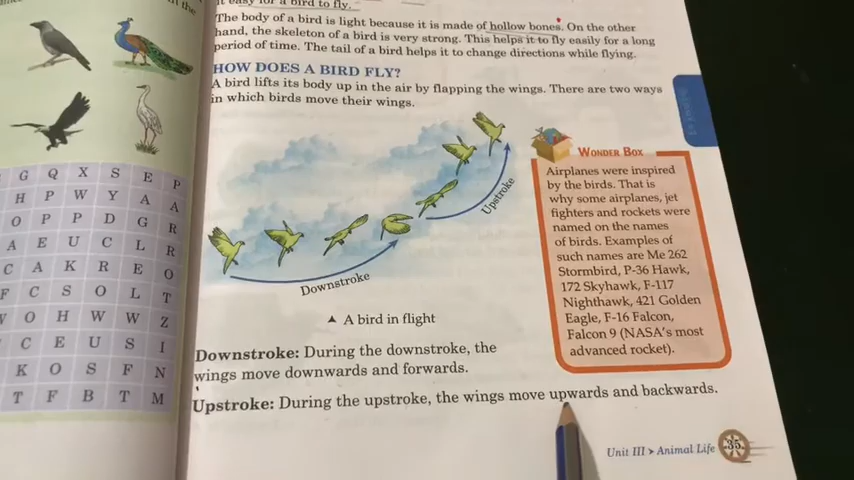 it easy for a bird to fly.
The body of a bird is light because it is made of hollow bones. On the other
hand, the skeleton of a bird is very strong. This helps it to fly easily for a long
period of time. The tail of a bird helps it to change directions while flying.
HOW DOES A BIRD FLY?
A bird lifts its body up in the air by flapping the wings. There are two ways
in which birds move their wings.
Downstroke
Upstroke
▲ A bird in flight
WONDER BOX
Airplanes were inspired
by the birds. That is
why some airplanes, jet
fighters and rockets were
named on the names
of birds. Examples of
such names are Me 262
Stormbird, P-36 Hawk,
172 Skyhawk, F-117
Nighthawk, 421 Golden
Eagle, F-16 Falcon,
Falcon 9 (NASA's most
advanced rocket).
Downstroke: During the downstroke, the
wings move downwards and forwards.
Upstroke: During the upstroke, the wings move upwards and backwards.
Unit III > Animal Life 35
the
G Q X S E P
H P W Y A A
O P P D G R
A E U C L R
C A K R E O
F C S O L T
V O H W W Z
C E U S I
K O S F N
T F B T M